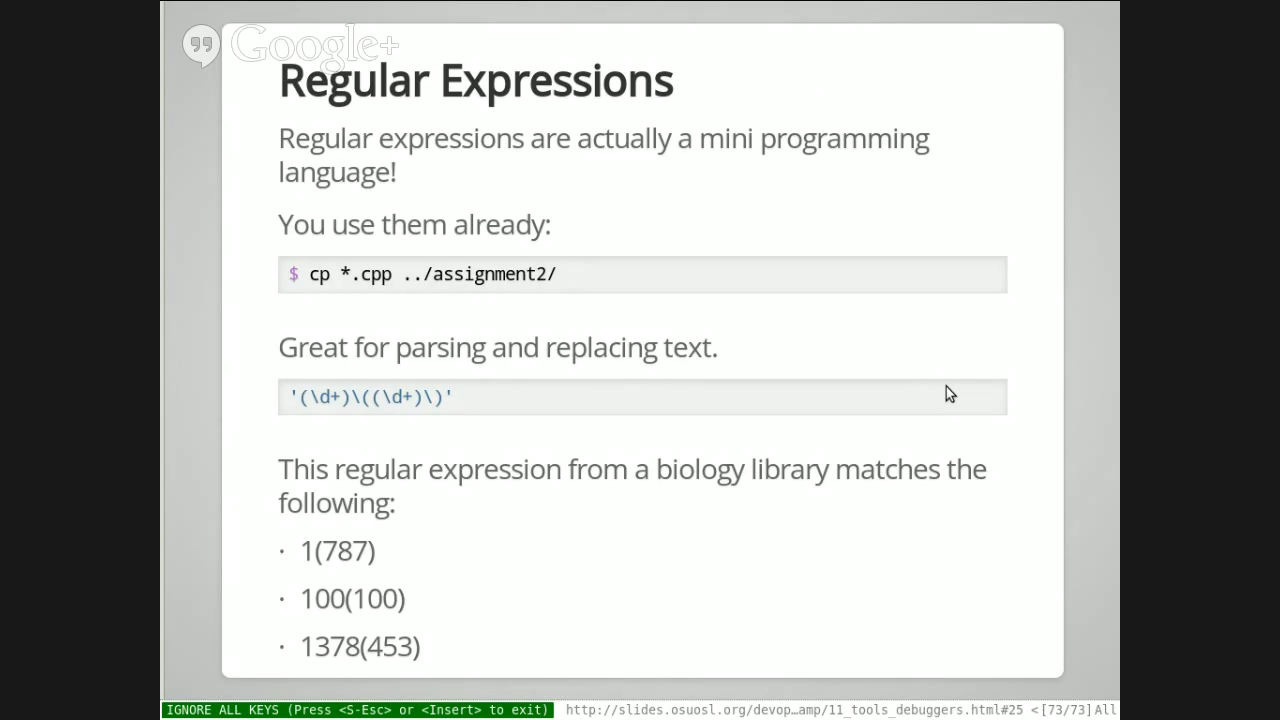 Google+
Regular Expressions
Regular expressions are actually a mini programming
language!
You use them already:
$ cp *.cpp ../assignment2/
Great for parsing and replacing text.
'(\d+)\((\d+)\)'
This regular expression from a biology library matches the
following:
· 1(787)
· 100(100)
· 1378(453)
IGNORE ALL KEYS (Press <S-Esc> or <Insert> to exit) http://slides.osuosl.org/devop…amp/11_tools_debuggers.html#25 <[73/73]All